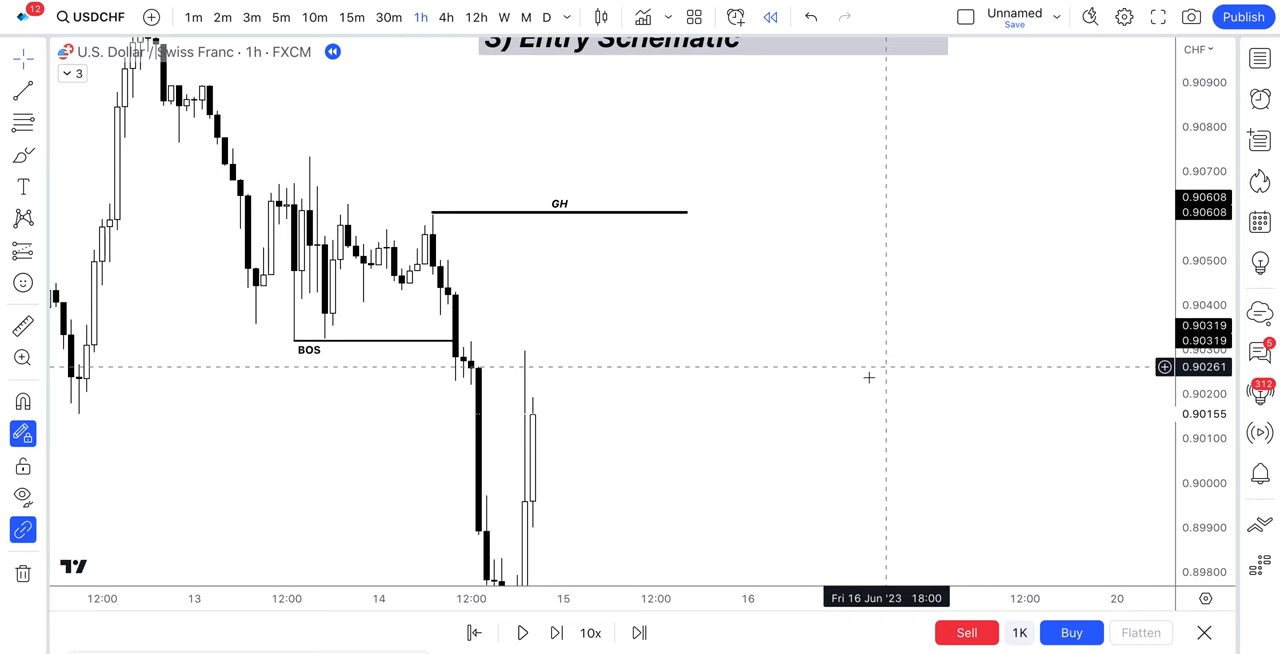 12
USDCHF
1m 2m 3m 5m 10m 15m 30m 1h 4h 12h W M D
Unnamed
Save
Publish
3) Entry Schematic
U.S. Dollar / Swiss Franc · 1h · FXCM
CHF
3
0.90900
0.90800
0.90700
0.90608
0.90608
GH
0.90500
0.90400
0.90319
0.90319
BOS
0.90300
0.90261
0.90200
0.90155
0.90100
0.90000
0.89900
0.89800
5
312
12:00 13 12:00 14 12:00 15 12:00 16 Fri 16 Jun '23 18:00 12:00 20
10x
Sell 1K Buy Flatten